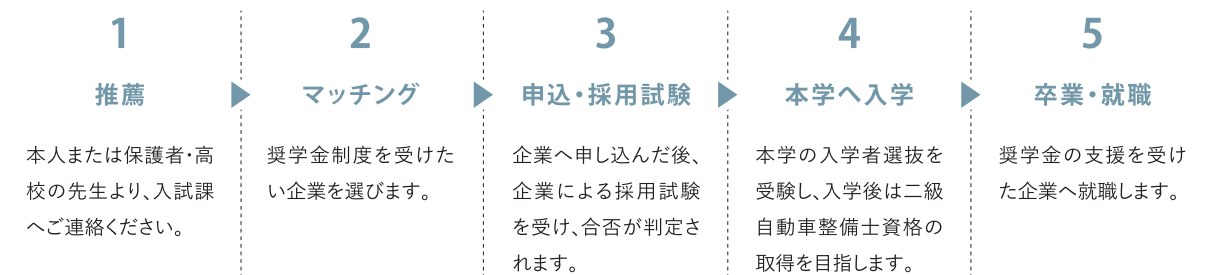 1
推薦
本人または保護者・高
校の先生より、入試課
へご連絡ください。
2
マッチング
奨学金制度を受けた
い企業を選びます。
3
申込・採用試験
企業へ申し込んだ後、
企業による採用試験
を受け、合否が判定さ
れます。
4
本学へ入学
本学の入学者選抜を
受験し、入学後は二級
自動車整備士資格の
取得を目指します。
5
卒業・就職
奨学金の支援を受け
た企業へ就職します。